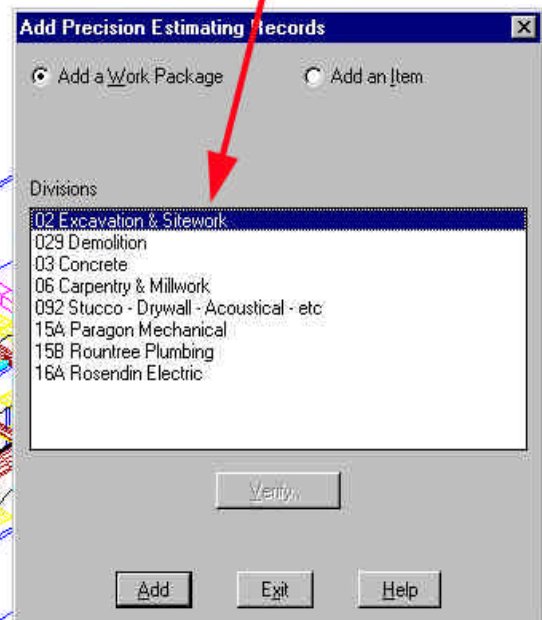 Add Precision Estimating Records
Add a Work Package
Add an Item
Divisions
02 Excavation & Sitework
029 Demolition
03 Concrete
06 Carpentry & Millwork
092 Stucco - Drywall - Acoustical - etc
15A Paragon Mechanical
15B Rountree Plumbing
16A Rosendin Electric
Verify..
Add
Exit
Help